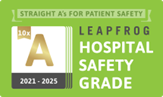 STRAIGHT A's FOR PATIENT SAFETY
10x
A
2021 - 2025
LEAPFROG
HOSPITAL
SAFETY
GRADE